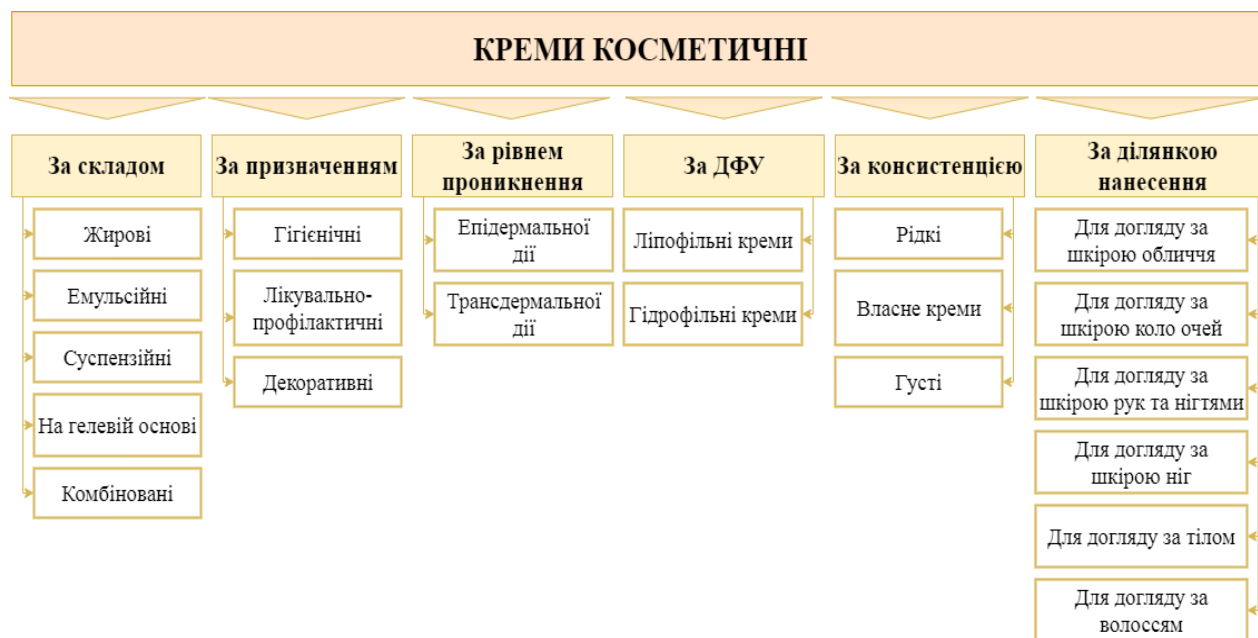 КРЕМИ КОСМЕТИЧНІ
За складом
Жирові
Емульсійні
Суспензійні
На гелевій основі
Комбіновані
За призначенням
Гігієнічні
Лікувально-
профілактичні
Декоративні
За рівнем
проникнення
Епідермальної
дії
Трансдермальної
дії
За ДФУ
Ліпофільні креми
Гідрофільні креми
За консистенцією
Рідкі
Власне креми
Густі
За ділянкою
нанесення
Для догляду за
шкірою обличчя
Для догляду за
шкірою коло очей
Для догляду за
шкірою рук та нігтями
Для догляду за
шкірою ніг
Для догляду за тілом
Для догляду за
волоссям